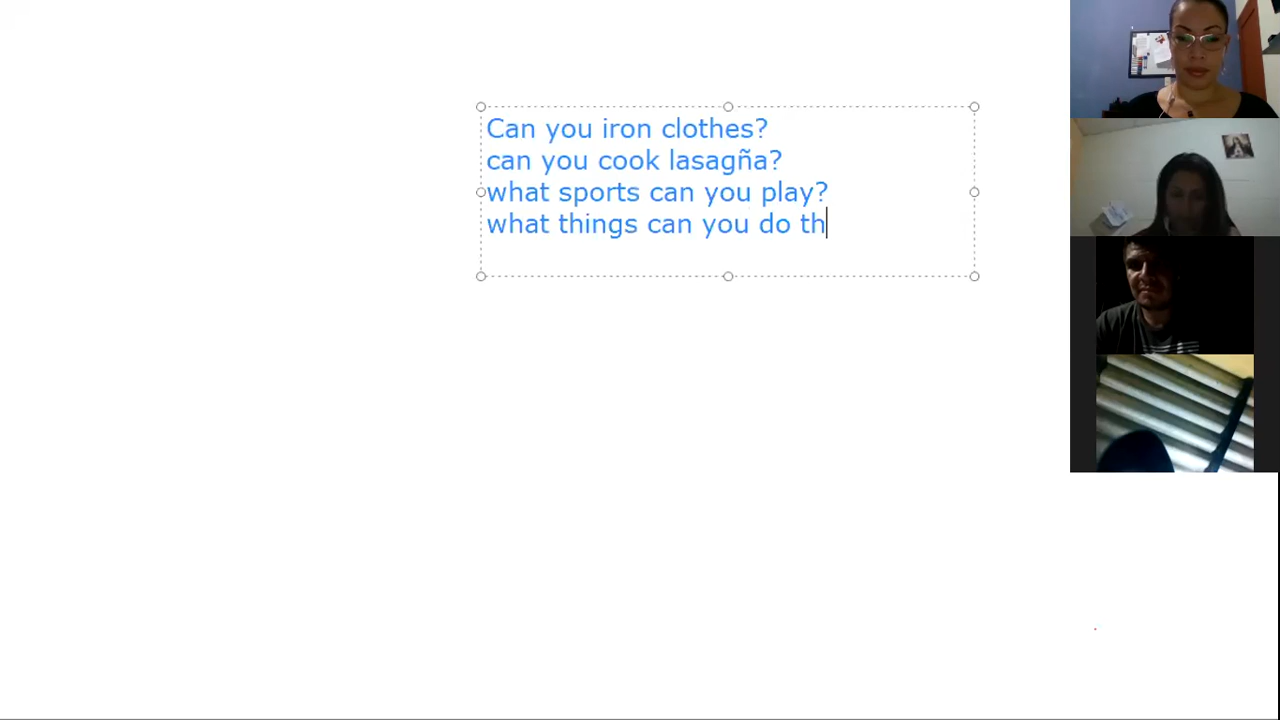 Can you iron clothes?
can you cook lasagña?
what sports can you play?
what things can you do th